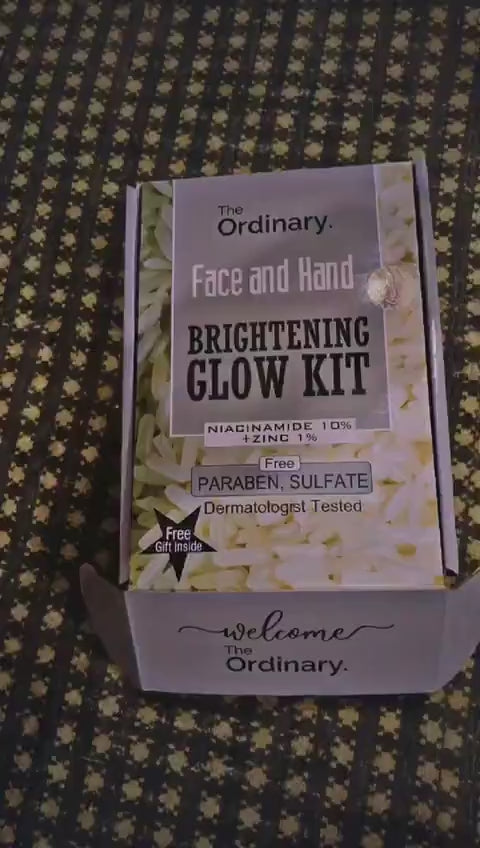 The
Ordinary.
Face and Hand
BRIGHTENING
GLOW KIT
NIACINAMIDE 10%
+ZINC 1%
Free
PARABEN, SULFATE
Dermatologist Tested
Free
Gift Inside
welcome
The
Ordinary.